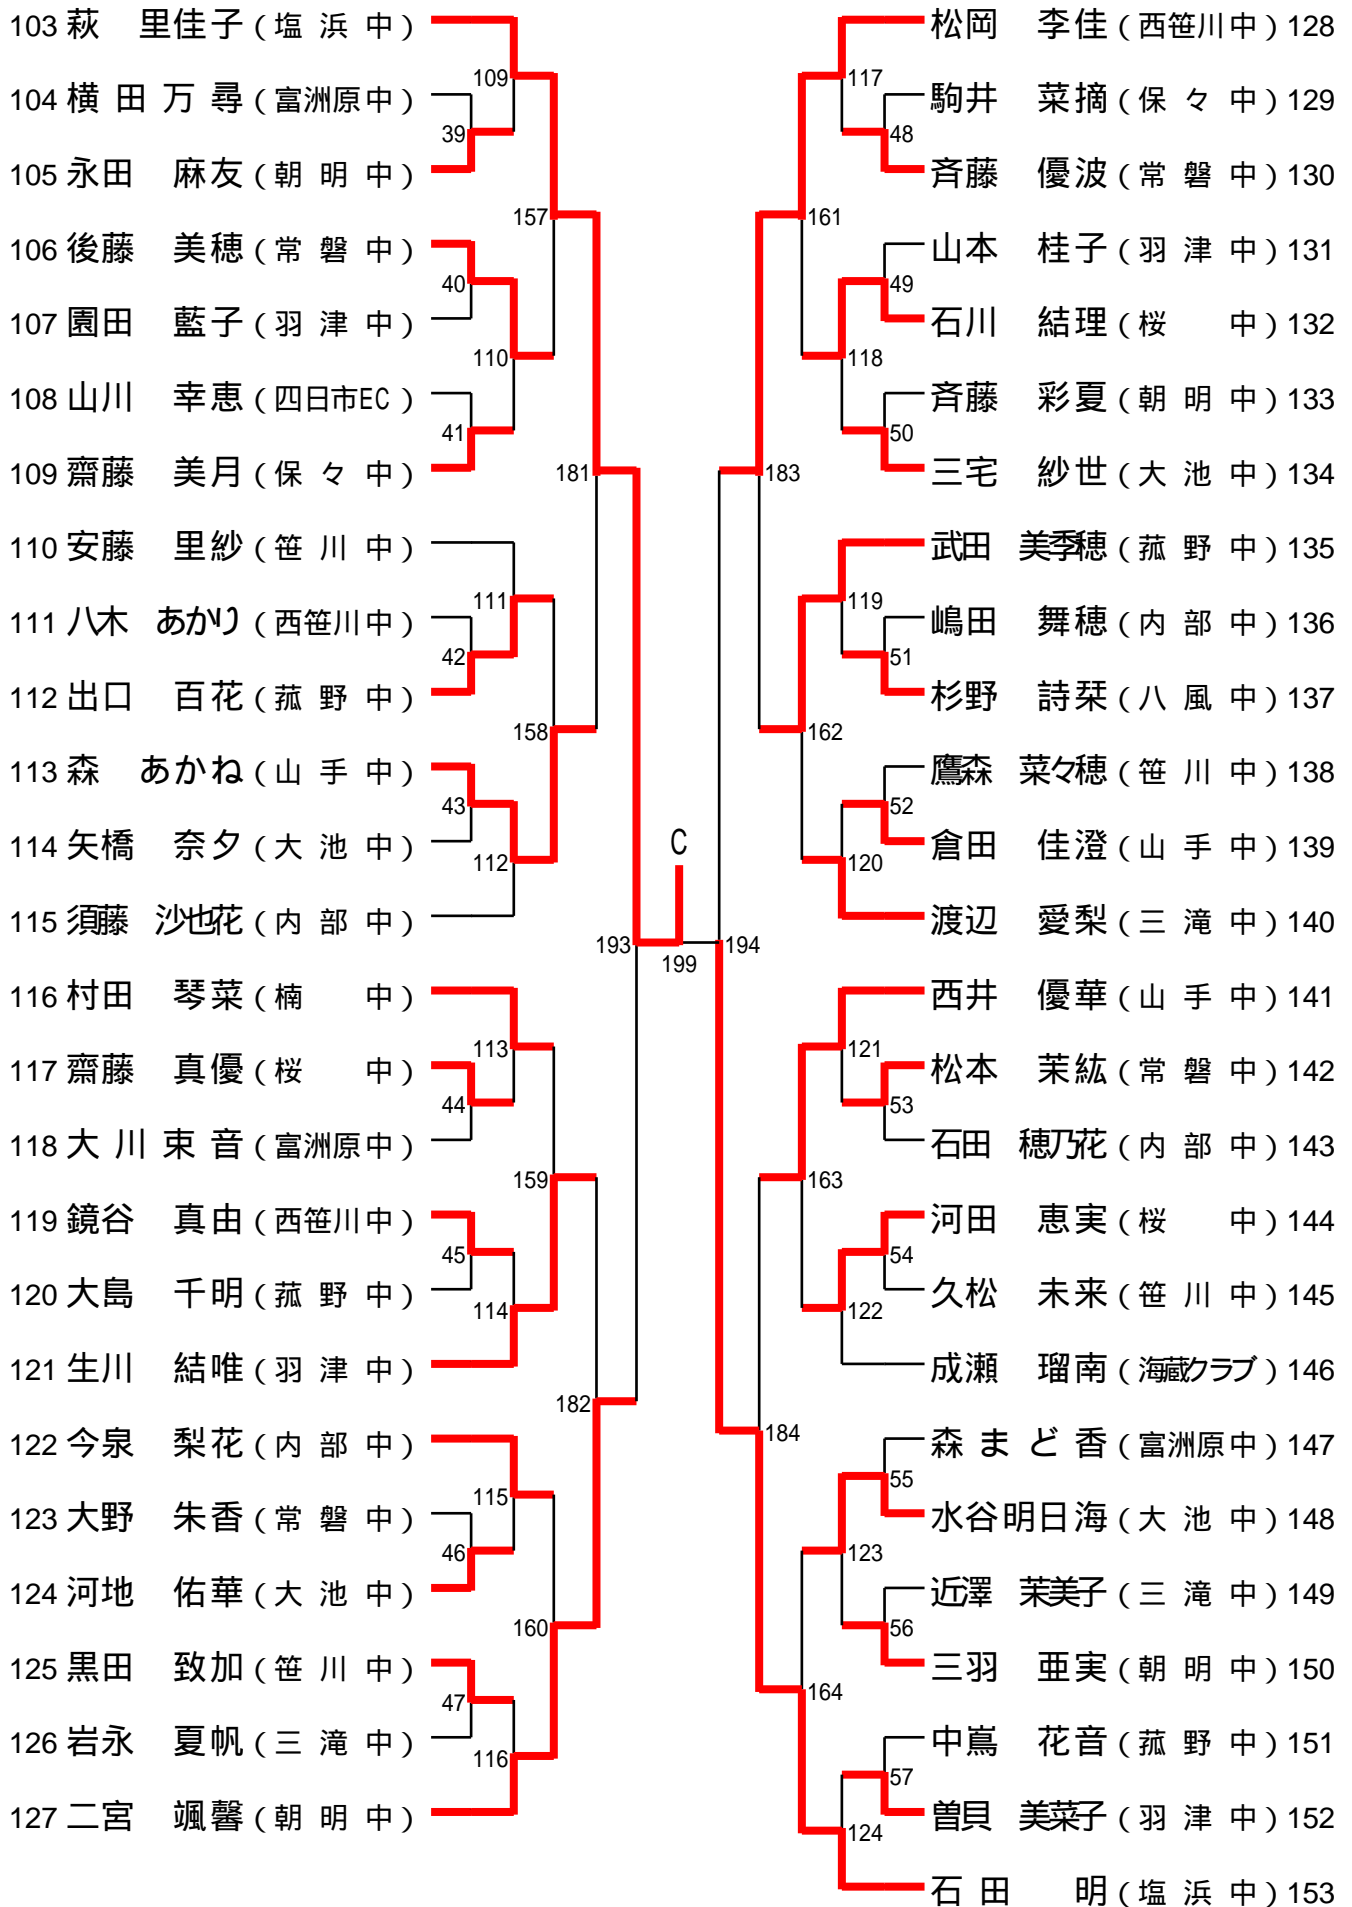 103 萩　里佳子 ( 塩 浜 中 )
109
104 横 田 万 尋 ( 富洲原中 )
39
105 永田　麻友 ( 朝 明 中 )
157
106 後藤　美穂 ( 常 磐 中 )
40
107 園田　藍子 ( 羽 津 中 )
110
108 山川　幸恵 ( 四日市EC )
41
109 齋藤　美月 ( 保 々 中 )
181
110 安藤　里紗 ( 笹 川 中 )
111
111 八木　あかり ( 西笹川中 )
42
112 出口　百花 ( 菰 野 中 )
158
113 森　あかね ( 山 手 中 )
43
114 矢橋　奈夕 ( 大 池 中 )
112
115 須藤　沙也花 ( 内 部 中 )
193
116 村田　琴菜 ( 楠　中 )
113
117 齋藤　真優 ( 桜　中 )
44
118 大 川 束 音 ( 富洲原中 )
159
119 鏡谷　真由 ( 西笹川中 )
45
120 大島　千明 ( 菰 野 中 )
114
121 生川　結唯 ( 羽 津 中 )
182
122 今泉　梨花 ( 内 部 中 )
115
123 大野　朱香 ( 常 磐 中 )
46
124 河地　佑華 ( 大 池 中 )
160
125 黒田　致加 ( 笹 川 中 )
47
126 岩永　夏帆 ( 三 滝 中 )
116
127 二宮　颯馨 ( 朝 明 中 )
C
199
松岡　李佳 ( 西笹川中 ) 128
117
駒井　菜摘 ( 保 々 中 ) 129
48
斉藤　優波 ( 常 磐 中 ) 130
161
山本　桂子 ( 羽 津 中 ) 131
49
石川　結理 ( 桜　中 ) 132
118
斉藤　彩夏 ( 朝 明 中 ) 133
50
三宅　紗世 ( 大 池 中 ) 134
183
武田　美季穂 ( 菰 野 中 ) 135
119
嶋田　舞穂 ( 内 部 中 ) 136
51
杉野　詩栞 ( 八 風 中 ) 137
162
鷹森　菜々穂 ( 笹 川 中 ) 138
52
倉田　佳澄 ( 山 手 中 ) 139
120
渡辺　愛梨 ( 三 滝 中 ) 140
194
西井　優華 ( 山 手 中 ) 141
121
松本　茉紘 ( 常 磐 中 ) 142
53
石田　穂乃花 ( 内 部 中 ) 143
163
河田　恵実 ( 桜　中 ) 144
54
久松　未来 ( 笹 川 中 ) 145
122
成瀬　瑠南 ( 海蔵クラブ ) 146
184
森 ま ど 香 ( 富洲原中 ) 147
55
水谷明日海 ( 大 池 中 ) 148
123
近澤　茉美子 ( 三 滝 中 ) 149
56
三羽　亜実 ( 朝 明 中 ) 150
164
中嶌　花音 ( 菰 野 中 ) 151
57
曽貝　美菜子 ( 羽 津 中 ) 152
124
石 田　明 ( 塩 浜 中 ) 153